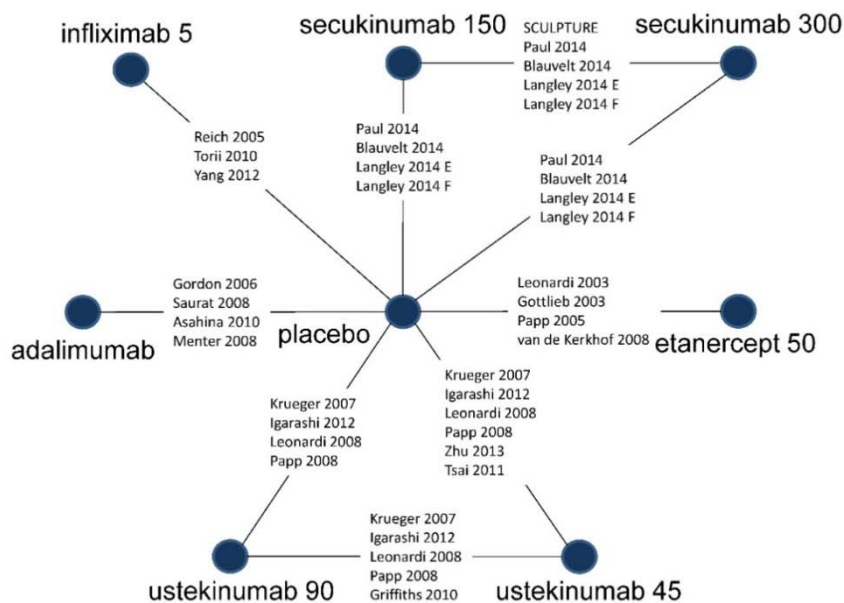 infliximab 5
secukinumab 150
secukinumab 300
SCULPTURE
Paul 2014
Blauvelt 2014
Langley 2014 E
Langley 2014 F
Reich 2005
Torii 2010
Yang 2012
Paul 2014
Blauvelt 2014
Langley 2014 E
Langley 2014 F
Paul 2014
Blauvelt 2014
Langley 2014 E
Langley 2014 F
Gordon 2006
Saurat 2008
Asahina 2010
Menter 2008
adalimumab
placebo
Leonardi 2003
Gottlieb 2003
Papp 2005
van de Kerkhof 2008
etanercept 50
Krueger 2007
Igarashi 2012
Leonardi 2008
Papp 2008
Krueger 2007
Igarashi 2012
Leonardi 2008
Papp 2008
Zhu 2013
Tsai 2011
Krueger 2007
Igarashi 2012
Leonardi 2008
Papp 2008
Griffiths 2010
ustekinumab 90
ustekinumab 45